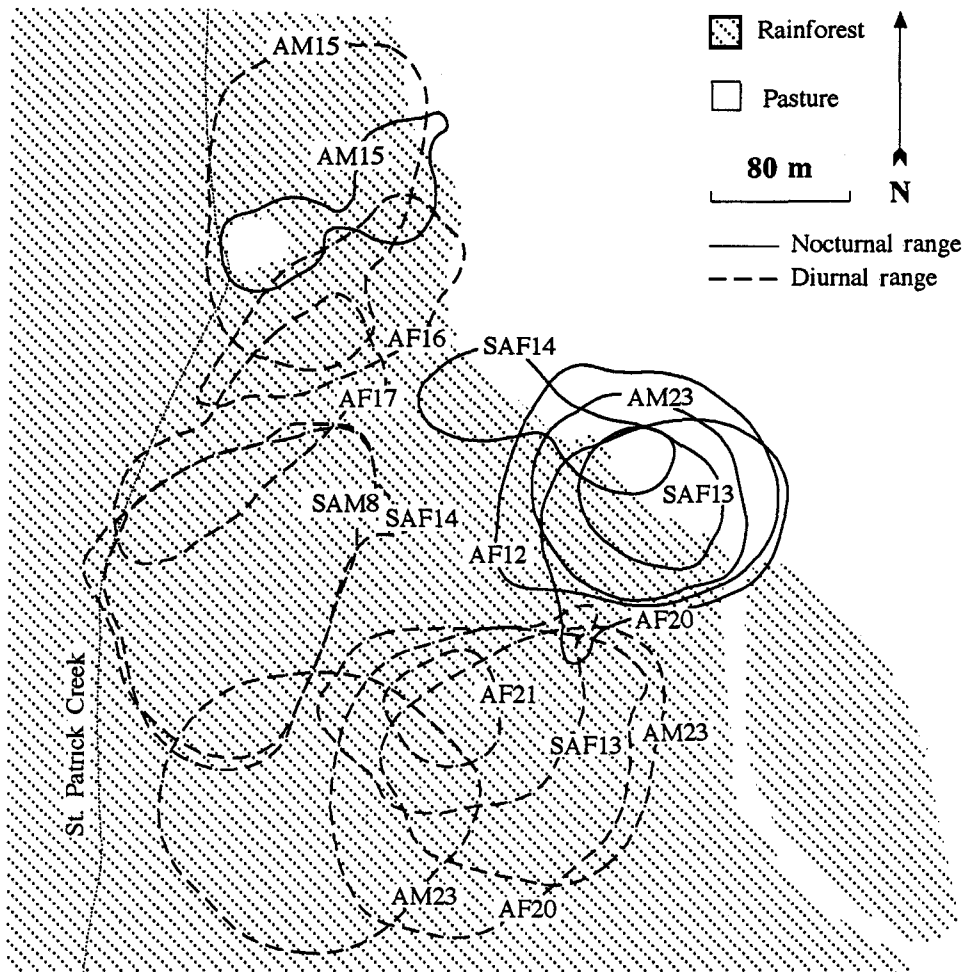 AM15
AM15
Rainforest
Pasture
80 m
N
Nocturnal range
Diurnal range
AF16
SAF14
AF17
AM23
SAM8
SAF14
SAF13
AF12
AF20
AF21
SAF13
AM23
St. Patrick Creek
AM23
AF20